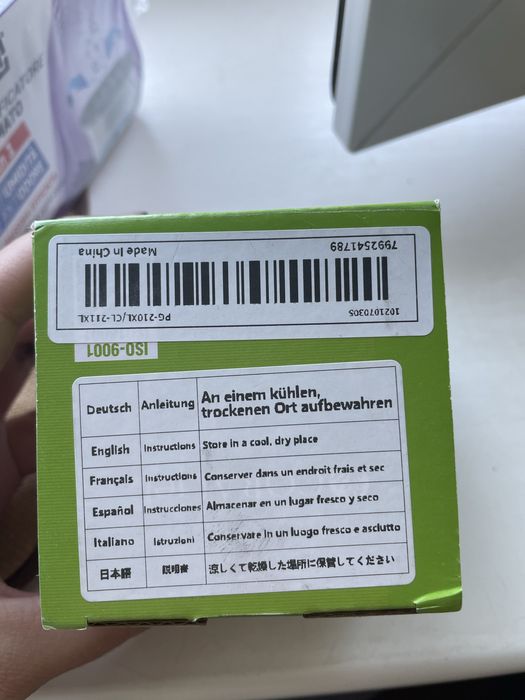 1021070305 PG-210XL/CL-211XL
7992541789 Made In China
ISO-9001
Deutsch Anleitung An einem kühlen, trockenen Ort aufbewahren
English Instructions Store in a cool, dry place
Français Instructions Conserver dans un endroit frais et sec
Español Instrucciones Almacenar en un lugar fresco y seco
Italiano Istruzioni Conservare in un luogo fresco e asciutto
日本語 説明書 涼しくて乾燥した場所に保管してください